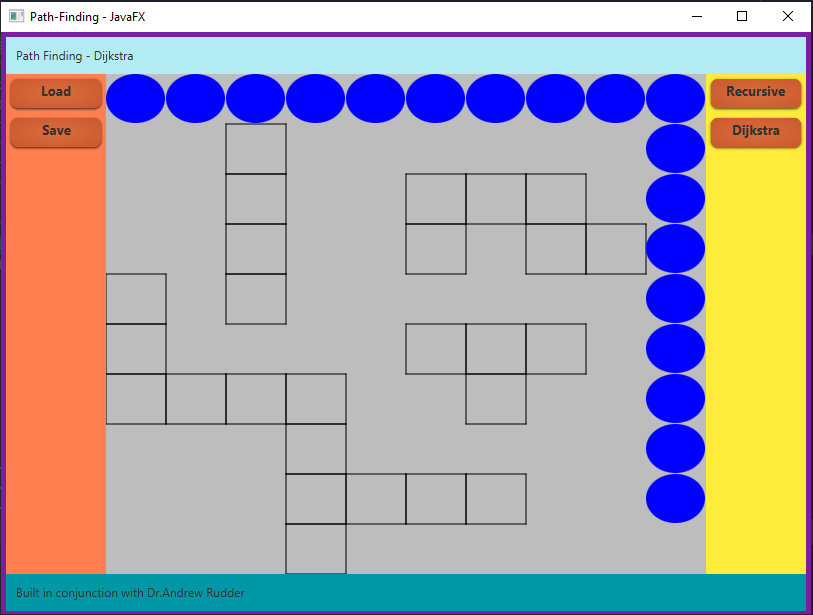 Path-Finding - JavaFX
Path Finding - Dijkstra
Load
Save
Recursive
Dijkstra
Built in conjunction with Dr.Andrew Rudder